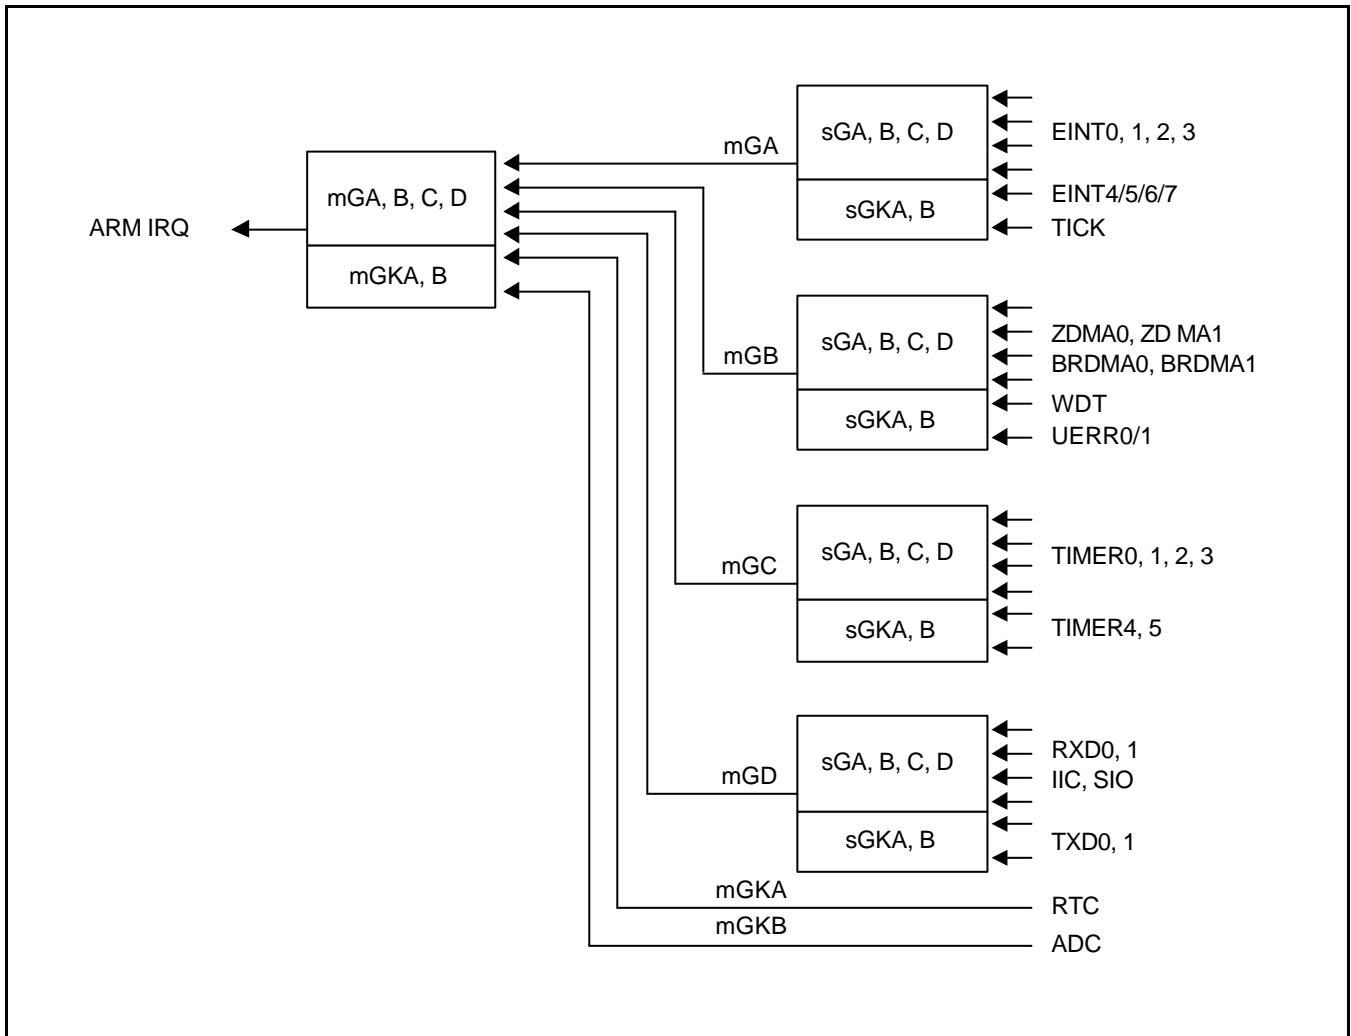 sGA, B, C, D
EINT0, 1, 2, 3
mGA
sGKA, B
EINT4/5/6/7
TICK
mGA, B, C, D
mGKA, B
ARM IRQ
sGA, B, C, D
ZDMA0, ZD MA1
BRDMA0, BRDMA1
mGB
sGKA, B
WDT
UERR0/1
sGA, B, C, D
TIMER0, 1, 2, 3
mGC
sGKA, B
TIMER4, 5
sGA, B, C, D
RXD0, 1
IIC, SIO
mGD
sGKA, B
TXD0, 1
mGKA
RTC
mGKB
ADC